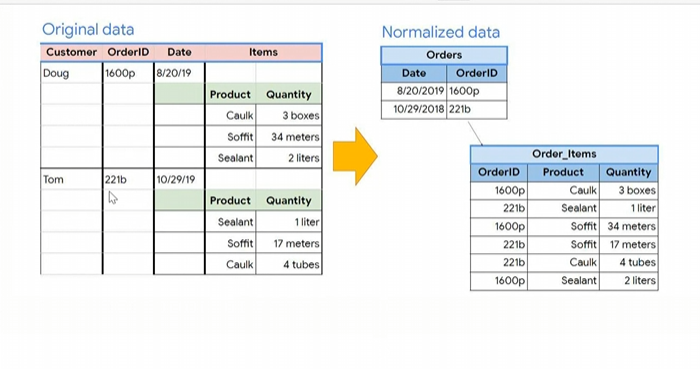 Original data
Customer OrderID Date Items
Doug 1600p 8/20/19
Product Quantity
Caulk 3 boxes
Soffit 34 meters
Sealant 2 liters
Tom 221b 10/29/19
Product Quantity
Sealant 1 liter
Soffit 17 meters
Caulk 4 tubes
Normalized data
Orders
Date OrderID
8/20/2019 1600p
10/29/2018 221b
Order_Items
OrderID Product Quantity
1600p Caulk 3 boxes
221b Sealant 1 liter
1600p Soffit 34 meters
221b Soffit 17 meters
221b Caulk 4 tubes
1600p Sealant 2 liters